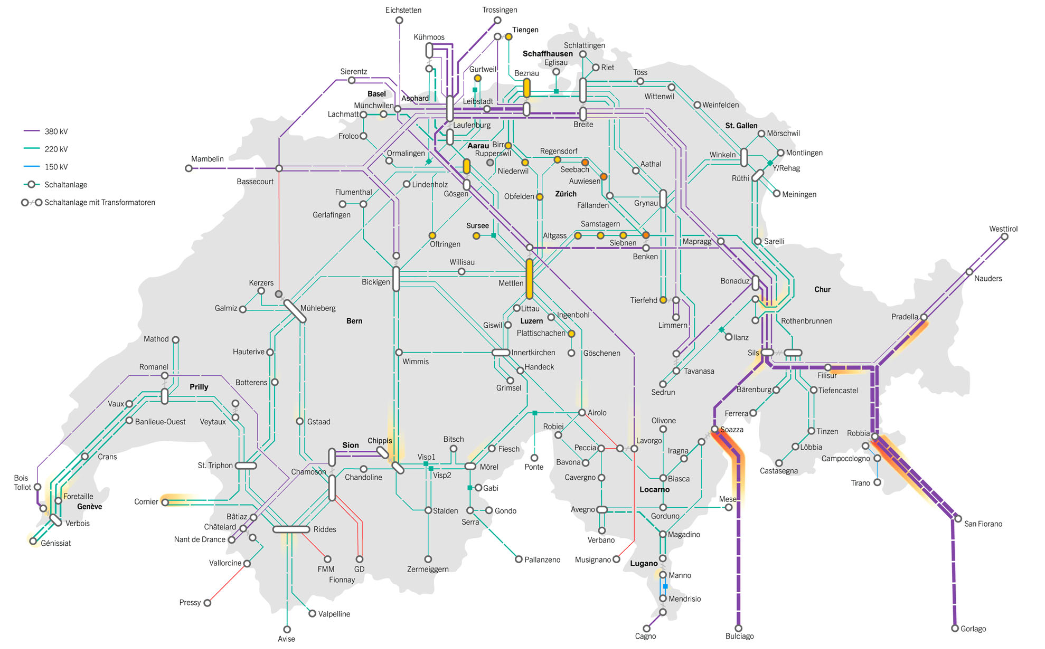 Eichstetten
Trossingen
Tiengen
Kühmoos
Schlattingen
Schaffhausen
Eglisau
Riet
Sierentz
Gurtweil
Beznau
Toss
Basel
Asphard
Leibstadt
Wittenwil
Münchwilen
Weinfelden
Lachmatt
Laufenburg
Breite
St. Gallen
380 kV
Frolco
Mörschwil
220 kV
Aarau
Birr
Regensdorf
Winkeln
Montlingen
150 kV
Mambelin
Ormalingen
Rupperswil
Niederwil
Seebach
Aathal
Y/Rehag
Schaltanlage
Bassecourt
Lindenholz
Auwiesen
Rüthi
Schaltanlage mit Transformatoren
Flumenthal
Gösgen
Zürich
Meiningen
Obfelden
Fällanden
Grynau
Gerlafingen
Sursee
Samstagern
Oftringen
Altgass
Siebnen
Mapragg
Sarelli
Westtirol
Benken
Willisau
Nauders
Bickigen
Mettlen
Bonaduz
Kerzers
Chur
Galmiz
Mühleberg
Littau
Tierfehd
Ingenbohl
Pradella
Bern
Giswil
Luzern
Limmern
Rothenbrunnen
Mathod
Plattischachen
Ilanz
Hauterive
Innertkirchen
Göschenen
Sils
Romanel
Wimmis
Handeck
Tavanasa
Filisur
Botterens
Grimsel
Sedrun
Bärenburg
Tiefencastel
Prilly
Vaux
Veytaux
Ferrera
Banlieue-Ouest
Gstaad
Airolo
Olivone
Soazza
Tinzen
Robbia
Robiei
Sion
Chippis
Bitsch
Peccia
Lavorgo
Löbbia
Crans
Fiesch
Iragna
Campocologno
Viso1
Ponte
Bavona
Castasegna
St. Triphon
Chamoson
Chandoline
Visp2
Mörel
Cavergno
Biasca
Tirano
Bois
Tollot
Gabi
Locarno
Foretaille
Cornier
Mese
Genève
Stalden
Gondo
Avegno
Gorduno
Verbois
Bâtiaz
Serra
San Fiorano
Châtelard
Riddes
Nant de Drance
Verbano
Magadino
Génissiat
Vallorcine
FMM
GD
Zermeiggern
Pallanzeno
Musignano
Lugano
Fionnay
Manno
Pressy
Mendrisio
Valpelline
Avise
Cagno
Bulciago
Gorlago